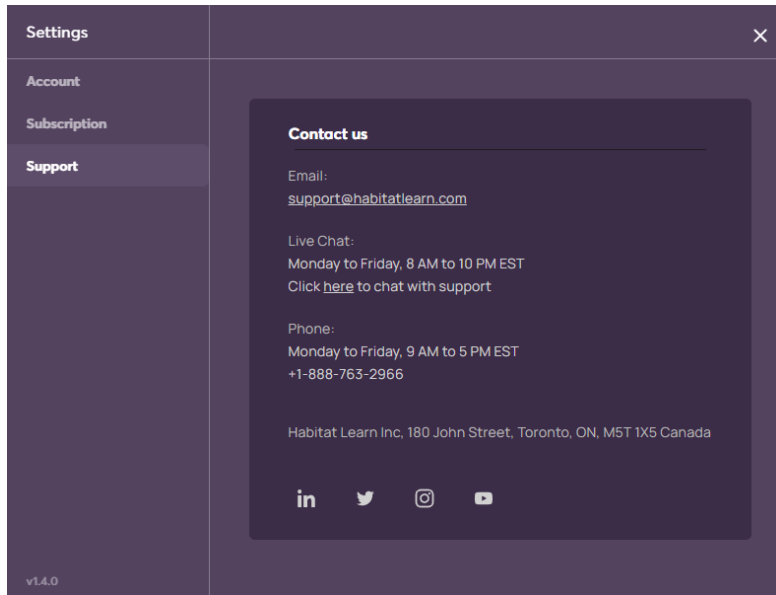 Settings
Account
Subscription
Support
Contact us
Email:
support@habitatlearn.com
Live Chat:
Monday to Friday, 8 AM to 10 PM EST
Click here to chat with support
Phone:
Monday to Friday, 9 AM to 5 PM EST
+1-888-763-2966
Habitat Learn Inc, 180 John Street, Toronto, ON, M5T 1X5 Canada
in
v1.4.0